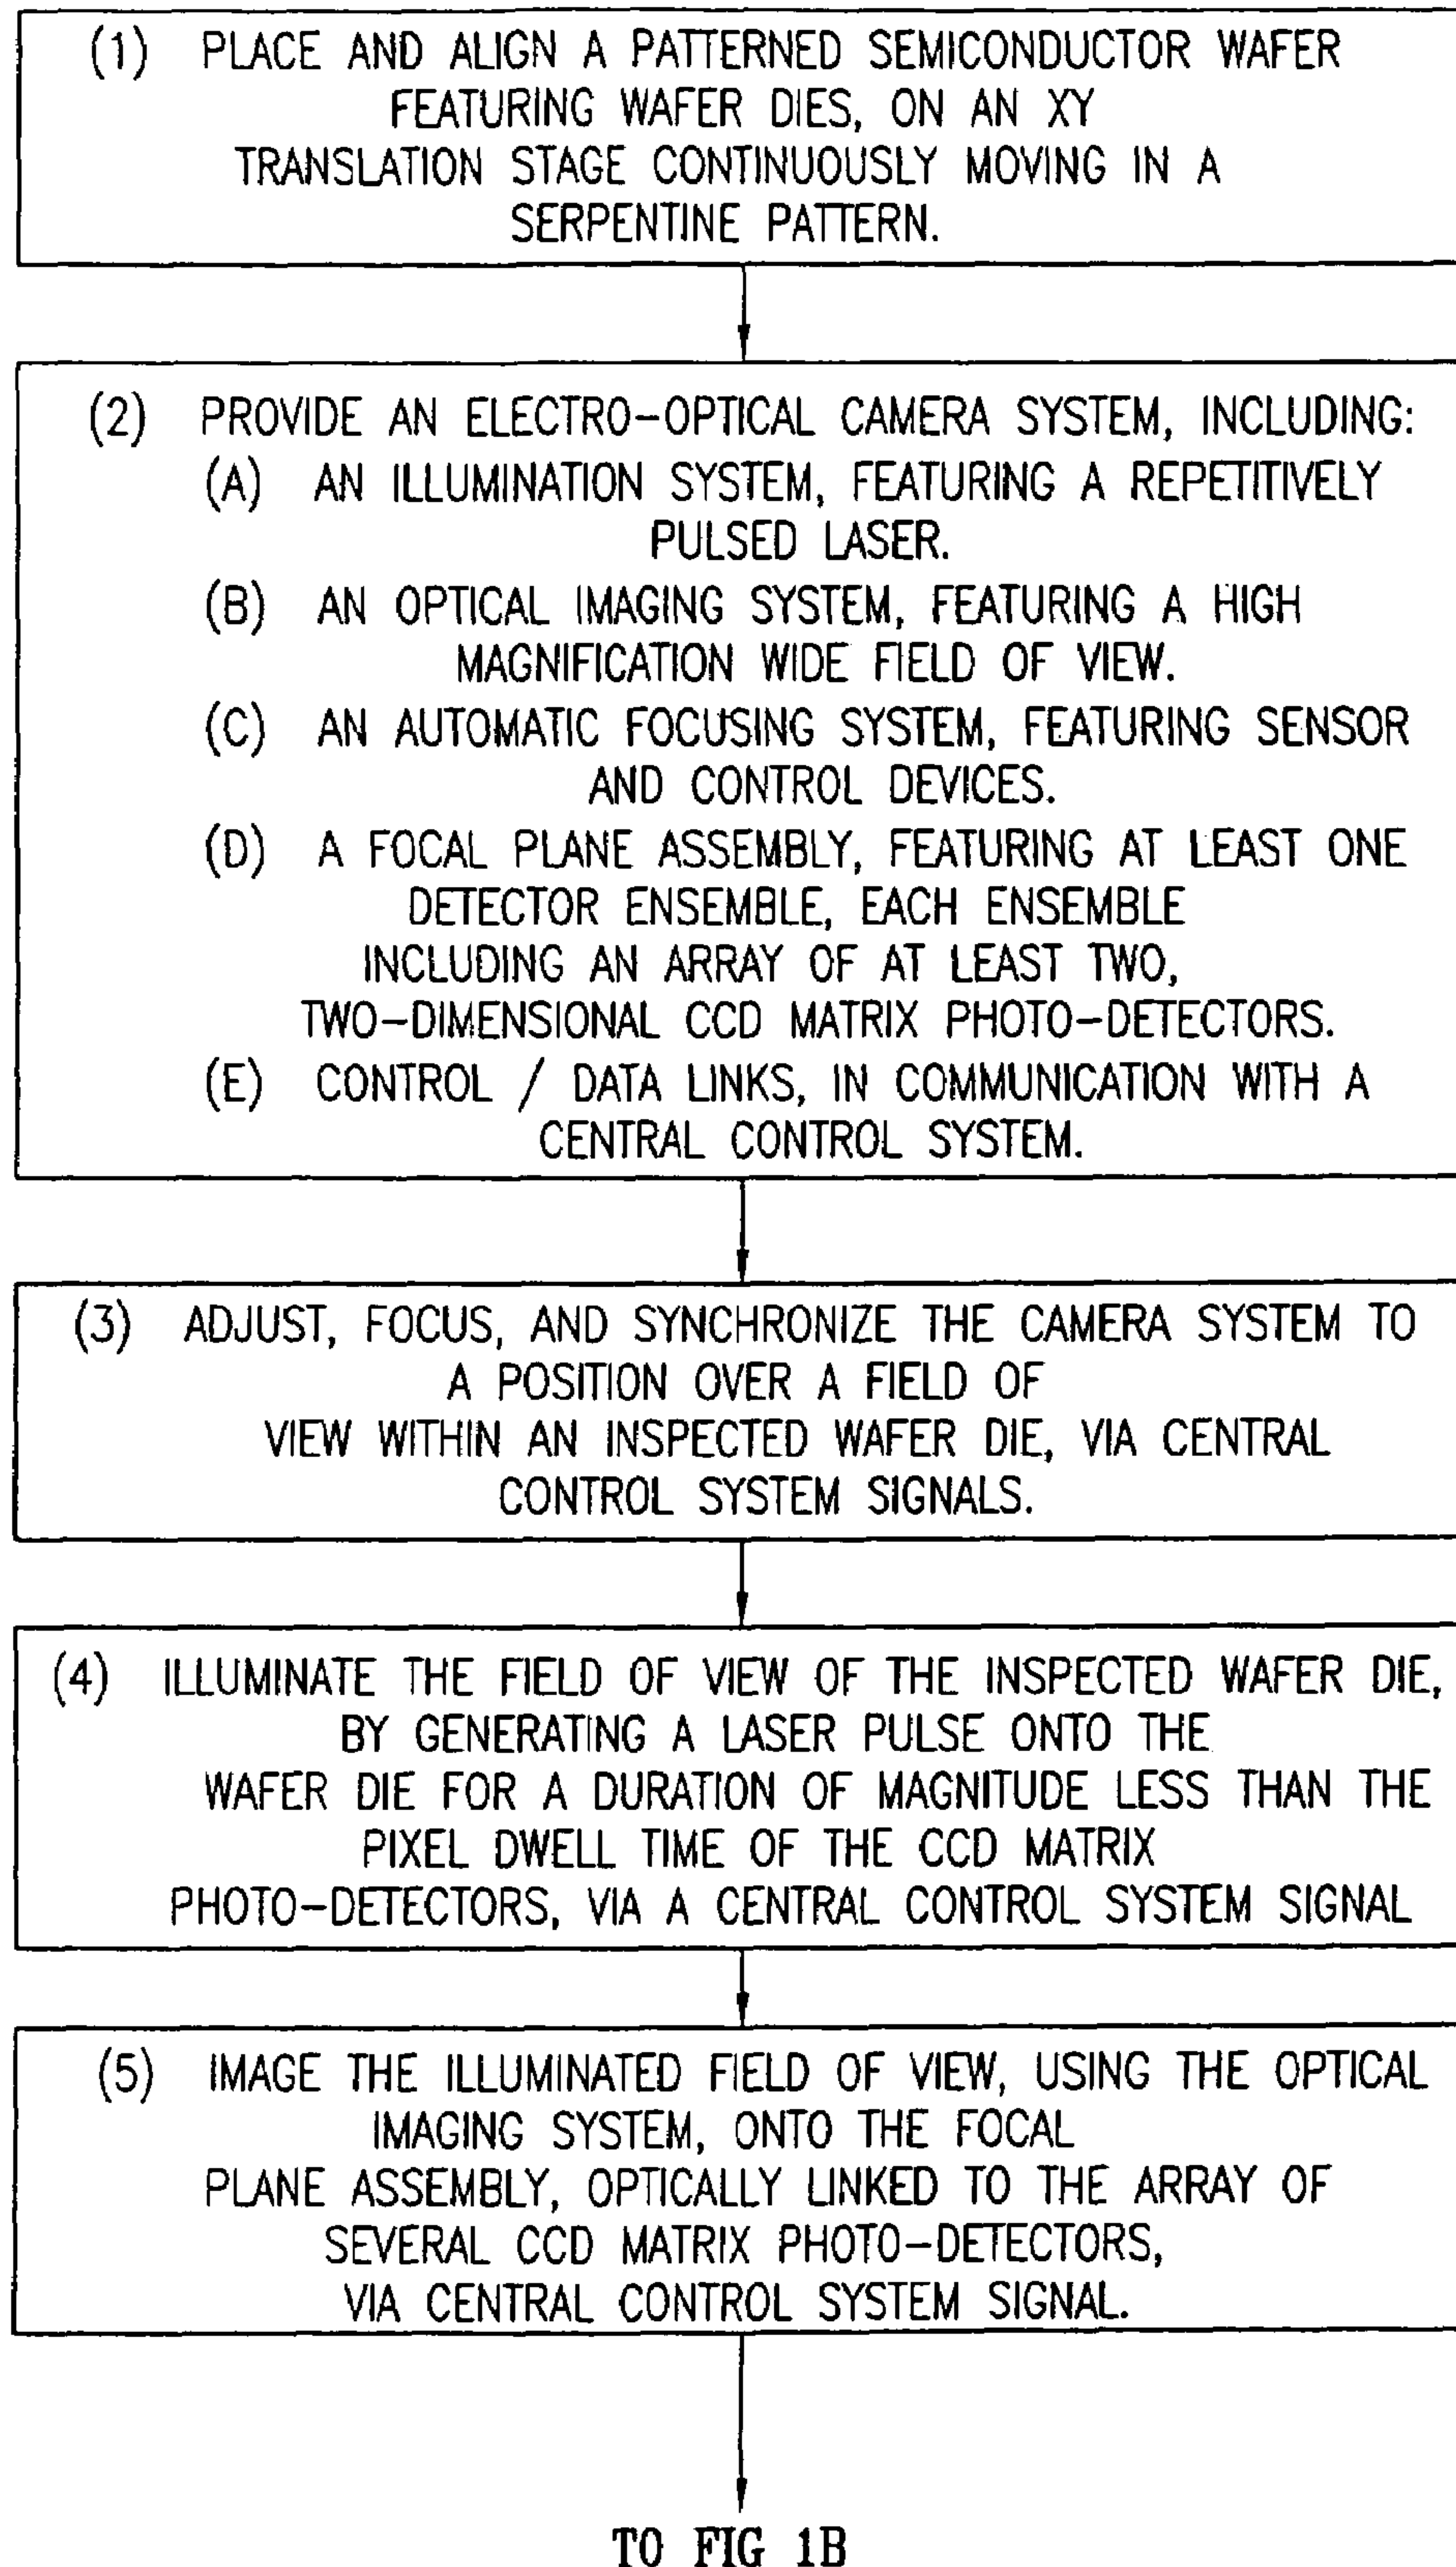 (1) PLACE AND ALIGN A PATTERNED SEMICONDUCTOR WAFER
FEATURING WAFER DIES, ON AN XY
TRANSLATION STAGE CONTINUOUSLY MOVING IN A
SERPENTINE PATTERN.
(2) PROVIDE AN ELECTRO-OPTICAL CAMERA SYSTEM, INCLUDING:
(A) AN ILLUMINATION SYSTEM, FEATURING A REPETITIVELY
PULSED LASER.
(B) AN OPTICAL IMAGING SYSTEM, FEATURING A HIGH
MAGNIFICATION WIDE FIELD OF VIEW.
(C) AN AUTOMATIC FOCUSING SYSTEM, FEATURING SENSOR
AND CONTROL DEVICES.
(D) A FOCAL PLANE ASSEMBLY, FEATURING AT LEAST ONE
DETECTOR ENSEMBLE, EACH ENSEMBLE
INCLUDING AN ARRAY OF AT LEAST TWO,
TWO-DIMENSIONAL CCD MATRIX PHOTO-DETECTORS.
(E) CONTROL / DATA LINKS, IN COMMUNICATION WITH A
CENTRAL CONTROL SYSTEM.
(3) ADJUST, FOCUS, AND SYNCHRONIZE THE CAMERA SYSTEM TO
A POSITION OVER A FIELD OF
VIEW WITHIN AN INSPECTED WAFER DIE, VIA CENTRAL
CONTROL SYSTEM SIGNALS.
(4) ILLUMINATE THE FIELD OF VIEW OF THE INSPECTED WAFER DIE,
BY GENERATING A LASER PULSE ONTO THE
WAFER DIE FOR A DURATION OF MAGNITUDE LESS THAN THE
PIXEL DWELL TIME OF THE CCD MATRIX
PHOTO-DETECTORS, VIA A CENTRAL CONTROL SYSTEM SIGNAL
(5) IMAGE THE ILLUMINATED FIELD OF VIEW, USING THE OPTICAL
IMAGING SYSTEM, ONTO THE FOCAL
PLANE ASSEMBLY, OPTICALLY LINKED TO THE ARRAY OF
SEVERAL CCD MATRIX PHOTO-DETECTORS,
VIA CENTRAL CONTROL SYSTEM SIGNAL.
TO FIG 1B